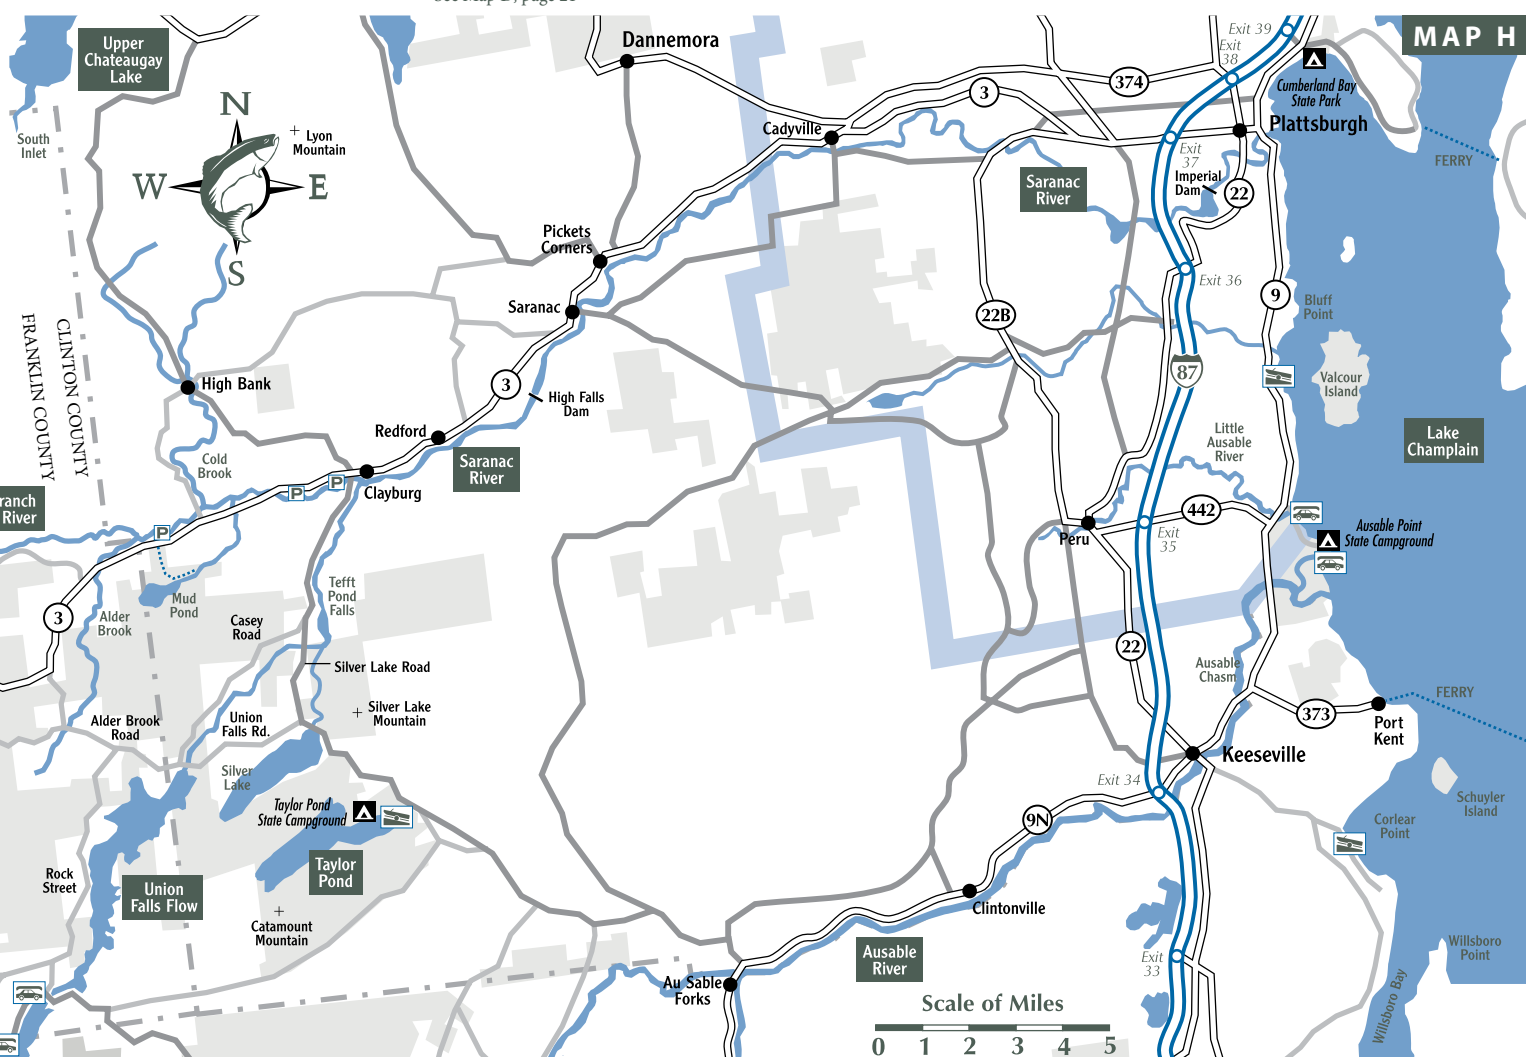 MAP H
Upper
Chateaugay
Lake
Dannemora
Exit 39
Exit
38
374
3
Cumberland Bay
State Park
N
W
E
S
Lyon
Mountain
South
Inlet
Cadyville
Plattsburgh
Exit
37
FERRY
Imperial
Dam
Saranac
River
22
Pickets
Corners
Exit 36
9
Bluff
Point
Saranac
22B
CLINTON COUNTY
FRANKLIN COUNTY
87
Valcour
Island
High Bank
3
High Falls
Dam
Redford
Little
Ausable
River
Lake
Champlain
Cold
Brook
Saranac
River
Clayburg
P
P
P
ranch
River
442
Peru
Exit
35
Ausable Point
State Campground
Tefft
Pond
Falls
Mud
Pond
3
Alder
Brook
Casey
Road
Silver Lake Road
22
Ausable
Chasm
FERRY
Silver Lake
Mountain
Alder Brook
Road
Union
Falls Rd.
373
Port
Kent
Keeseville
Silver
Lake
Exit 34
Taylor Pond
State Campground
9N
Schuyler
Island
Corlear
Point
Taylor
Pond
Rock
Street
Union
Falls Flow
Clintonville
Catamount
Mountain
Ausable
River
Exit
33
Willsboro
Point
Au Sable
Forks
Willsboro Bay
Scale of Miles
0 1 2 3 4 5